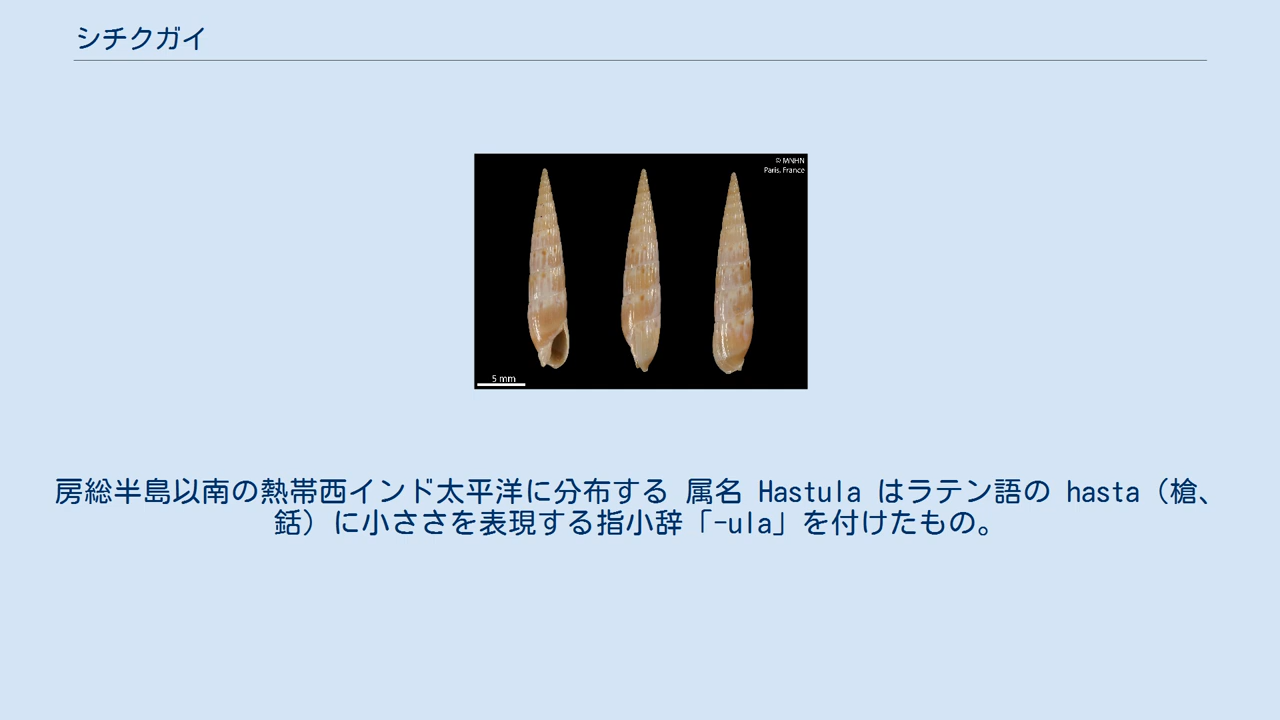 シチクガイ
© MNHN
Paris, France
5 mm
房総半島以南の熱帯西インド太平洋に分布する 属名 Hastula はラテン語の hasta（槍、
銛）に小ささを表現する指小辞「-ula」を付けたもの。